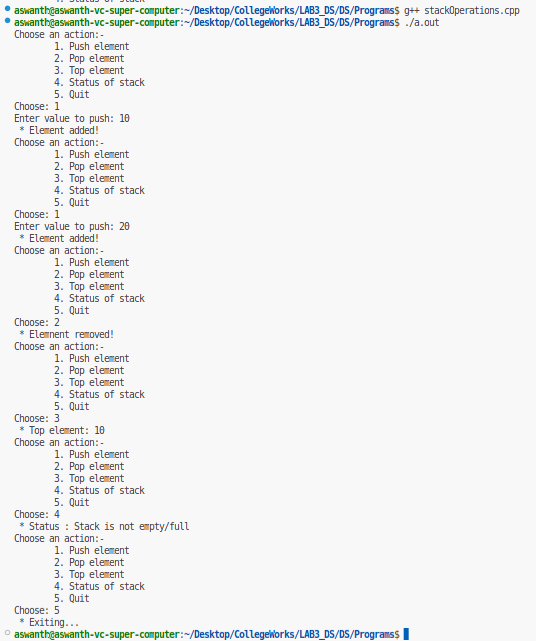 4. Status of stack
aswanth@aswanth-vc-super-computer:~/Desktop/CollegeWorks/LAB3_DS/DS/Programs$ g++ stackOperations.cpp
aswanth@aswanth-vc-super-computer:~/Desktop/CollegeWorks/LAB3_DS/DS/Programs$ ./a.out
Choose an action:-
1. Push element
2. Pop element
3. Top element
4. Status of stack
5. Quit
Choose: 1
Enter value to push: 10
* Element added!
Choose an action:-
1. Push element
2. Pop element
3. Top element
4. Status of stack
5. Quit
Choose: 1
Enter value to push: 20
* Element added!
Choose an action:-
1. Push element
2. Pop element
3. Top element
4. Status of stack
5. Quit
Choose: 2
* Elemnent removed!
Choose an action:-
1. Push element
2. Pop element
3. Top element
4. Status of stack
5. Quit
Choose: 3
* Top element: 10
Choose an action:-
1. Push element
2. Pop element
3. Top element
4. Status of stack
5. Quit
Choose: 4
* Status : Stack is not empty/full
Choose an action:-
1. Push element
2. Pop element
3. Top element
4. Status of stack
5. Quit
Choose: 5
* Exiting...
aswanth@aswanth-vc-super-computer:~/Desktop/CollegeWorks/LAB3_DS/DS/Programs$